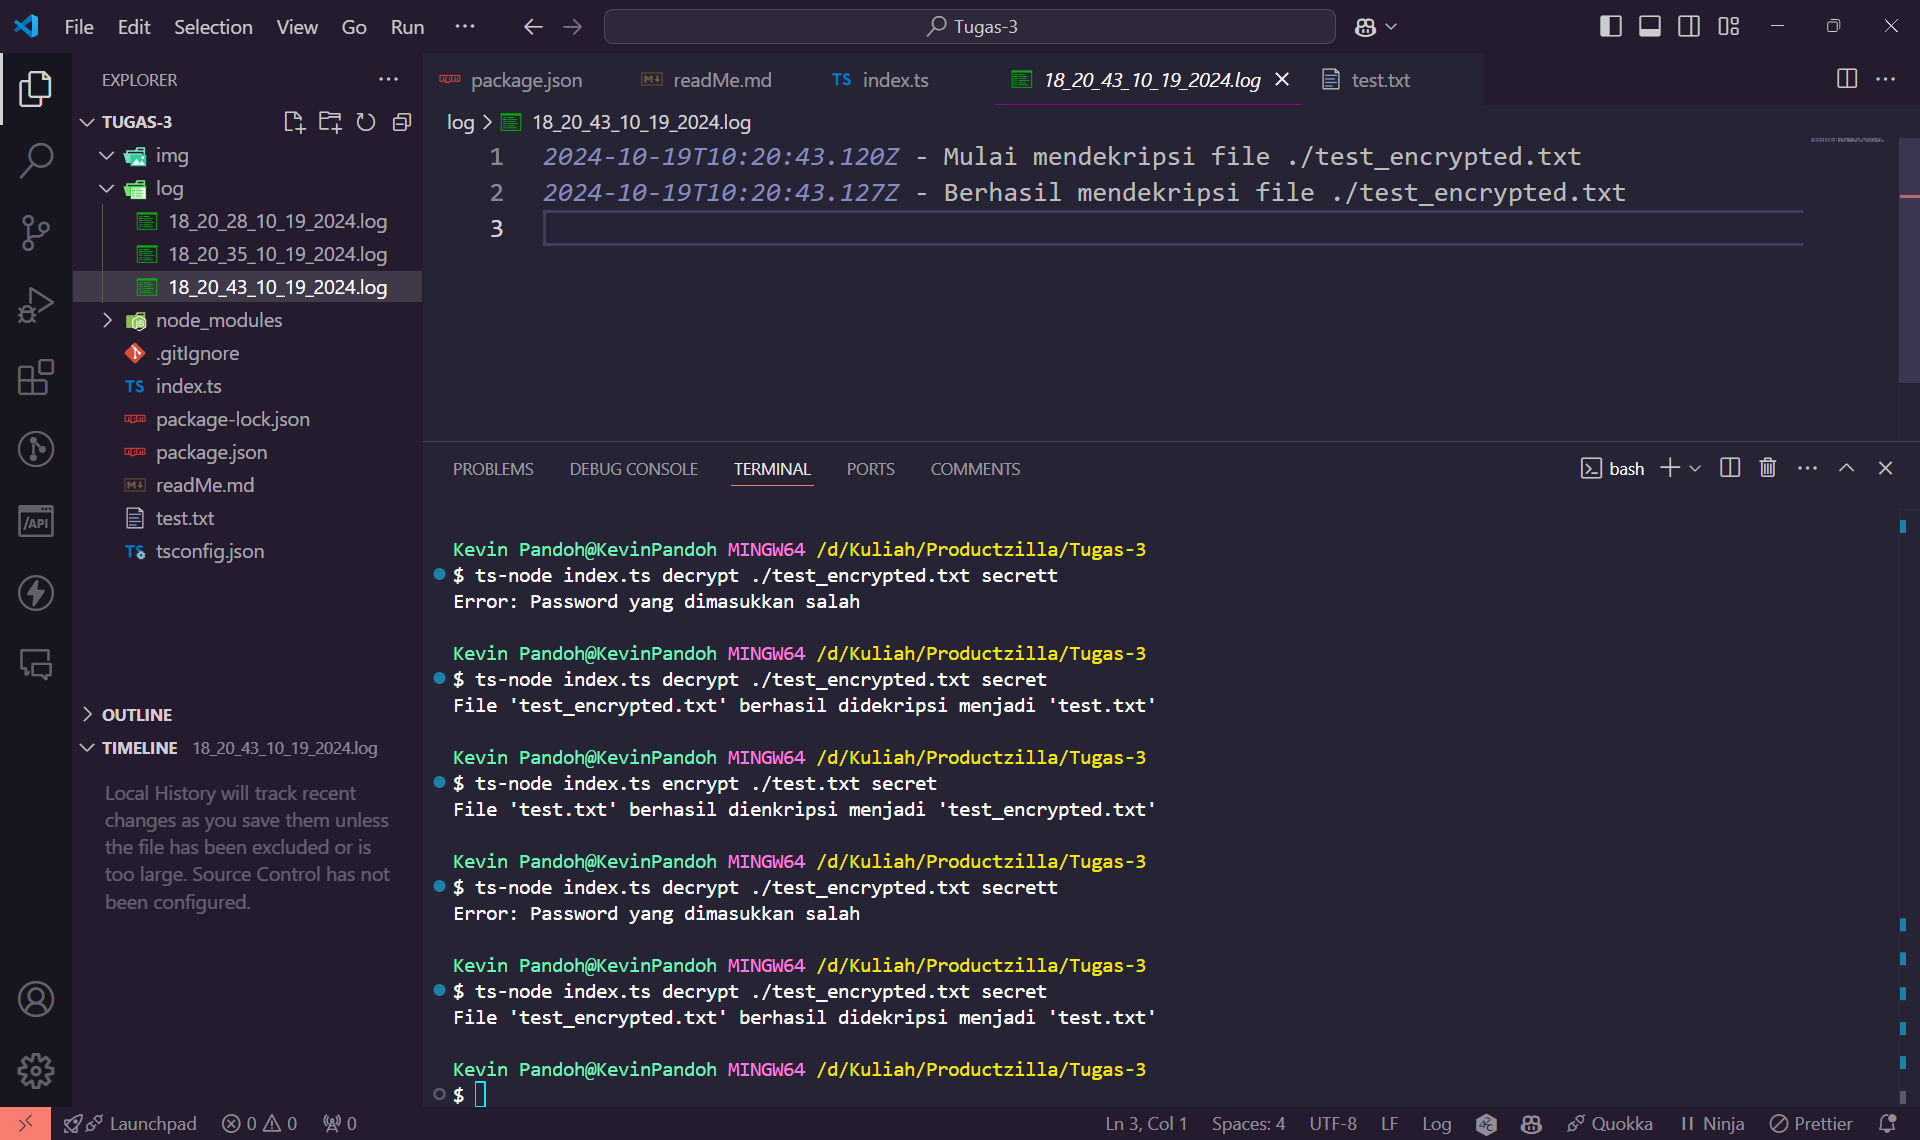 File Edit Selection View Go Run ··· Tugas-3
EXPLORER
TUGAS-3
img
log
18_20_28_10_19_2024.log
18_20_35_10_19_2024.log
18_20_43_10_19_2024.log
node_modules
.gitIgnore
TS index.ts
package-lock.json
package.json
readMe.md
test.txt
TS tsconfig.json
OUTLINE
TIMELINE 18_20_43_10_19_2024.log
Local History will track recent
changes as you save them unless
the file has been excluded or is
too large. Source Control has not
been configured.
package.json readMe.md TS index.ts 18_20_43_10_19_2024.log test.txt
log > 18_20_43_10_19_2024.log
1 2024-10-19T10:20:43.120Z - Mulai mendekripsi file ./test_encrypted.txt
2 2024-10-19T10:20:43.127Z - Berhasil mendekripsi file ./test_encrypted.txt
3
PROBLEMS DEBUG CONSOLE TERMINAL PORTS COMMENTS bash
Kevin Pandoh@KevinPandoh MINGW64 /d/Kuliah/Productzilla/Tugas-3
$ ts-node index.ts decrypt ./test_encrypted.txt secrett
Error: Password yang dimasukkan salah
Kevin Pandoh@KevinPandoh MINGW64 /d/Kuliah/Productzilla/Tugas-3
$ ts-node index.ts decrypt ./test_encrypted.txt secret
File 'test_encrypted.txt' berhasil didekripsi menjadi 'test.txt'
Kevin Pandoh@KevinPandoh MINGW64 /d/Kuliah/Productzilla/Tugas-3
$ ts-node index.ts encrypt ./test.txt secret
File 'test.txt' berhasil dienkripsi menjadi 'test_encrypted.txt'
Kevin Pandoh@KevinPandoh MINGW64 /d/Kuliah/Productzilla/Tugas-3
$ ts-node index.ts decrypt ./test_encrypted.txt secrett
Error: Password yang dimasukkan salah
Kevin Pandoh@KevinPandoh MINGW64 /d/Kuliah/Productzilla/Tugas-3
$ ts-node index.ts decrypt ./test_encrypted.txt secret
File 'test_encrypted.txt' berhasil didekripsi menjadi 'test.txt'
Kevin Pandoh@KevinPandoh MINGW64 /d/Kuliah/Productzilla/Tugas-3
$
Launchpad 0 0 0 Ln 3, Col 1 Spaces: 4 UTF-8 LF Log Quokka Ninja Prettier